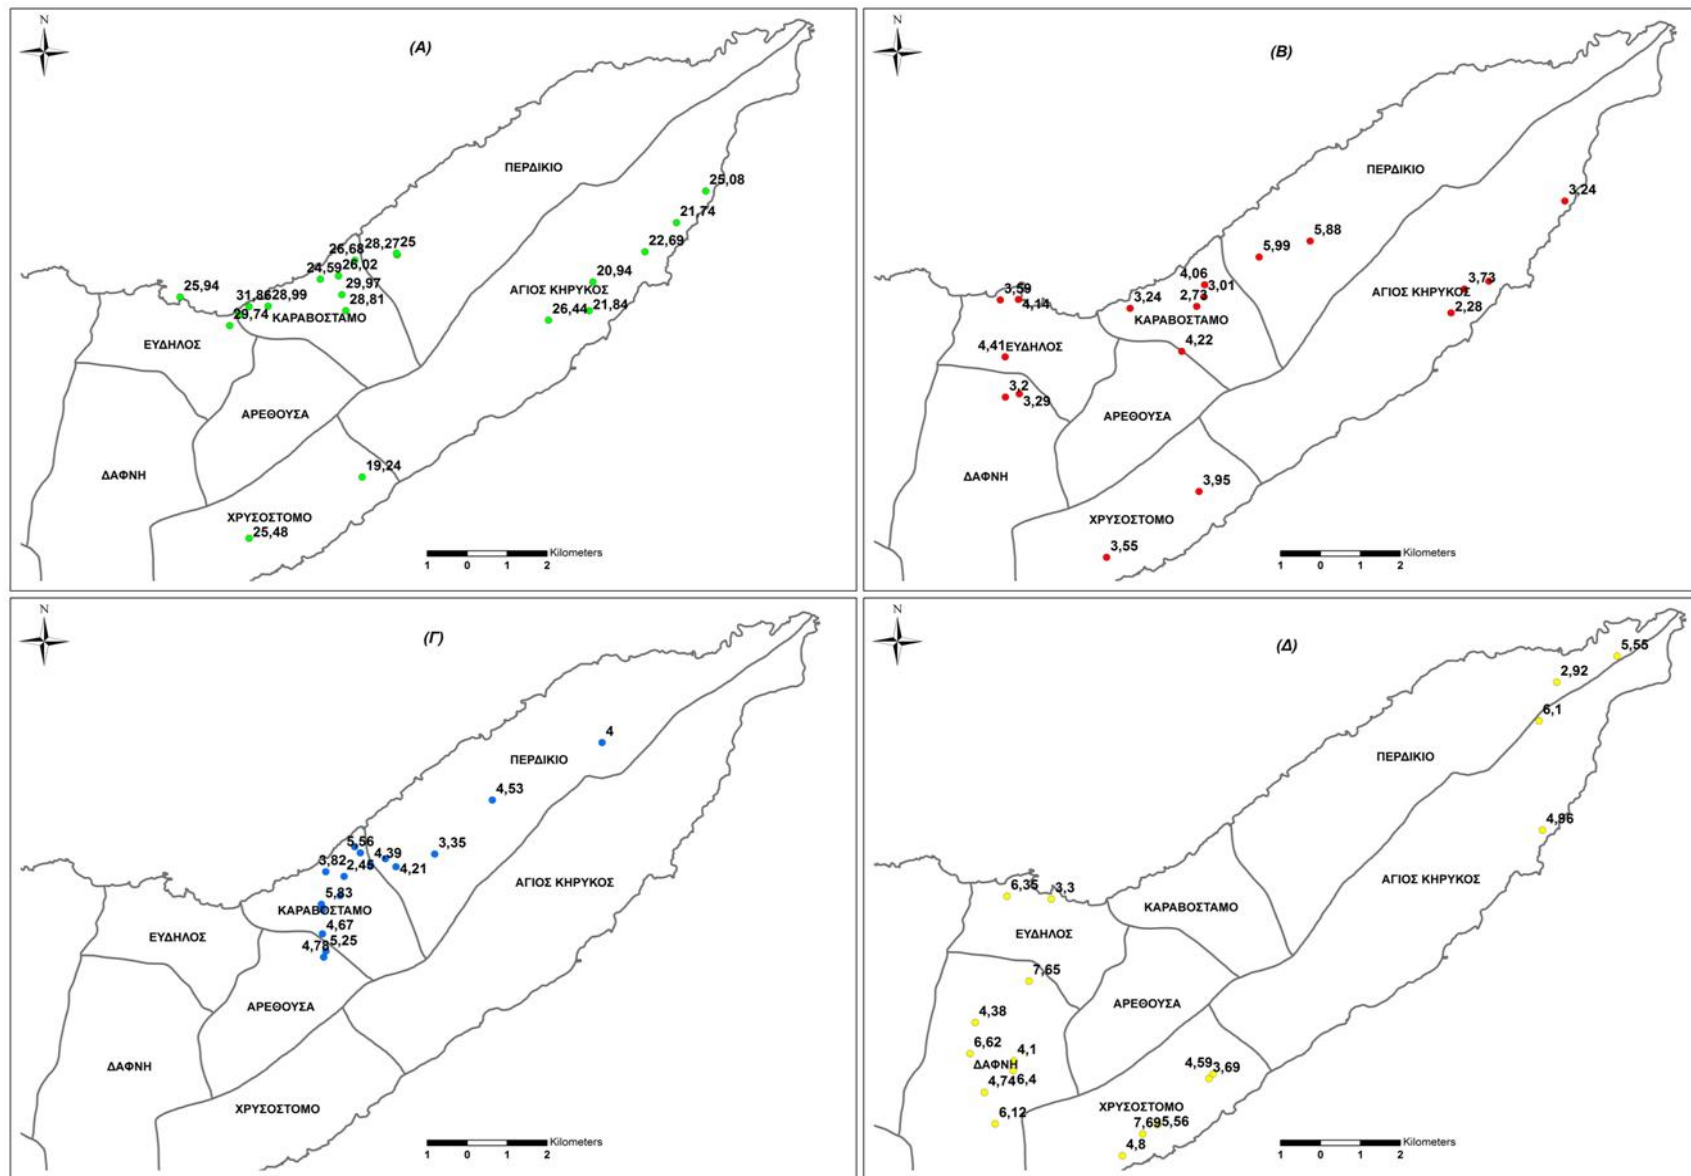 N
(A)
ΠΕΡΔΙΚΙΟ
25,08
21,74
22,69
28,27 25
26,68
26,02
24,59
20,94
ΑΓΙΟΣ ΚΗΡΥΚΟΣ
29,97
25,94
28,81
31,86 28,99
21,84
26,44
29,74
ΚΑΡΑΒΟΣΤΑΜΟ
ΕΥΔΗΛΟΣ
ΑΡΕΘΟΥΣΑ
19,24
ΔΑΦΝΗ
ΧΡΥΣΟΣΤΟΜΟ
25,48
Kilometers
1 0 1 2
N
(B)
ΠΕΡΔΙΚΙΟ
3,24
5,88
5,99
4,06
3,73
3,01
3,59
2,73
ΑΓΙΟΣ ΚΗΡΥΚΟΣ
4,14
3,24
2,28
ΚΑΡΑΒΟΣΤΑΜΟ
4,22
4,41
ΕΥΔΗΛΟΣ
3,2
3,29
ΑΡΕΘΟΥΣΑ
ΔΑΦΝΗ
3,95
ΧΡΥΣΟΣΤΟΜΟ
3,55
Kilometers
1 0 1 2
N
(Γ)
4
ΠΕΡΔΙΚΙΟ
4,53
5,56
4,39
3,35
3,82
2,45
4,21
ΑΓΙΟΣ ΚΗΡΥΚΟΣ
5,83
ΚΑΡΑΒΟΣΤΑΜΟ
4,67
ΕΥΔΗΛΟΣ
4,78
5,25
ΑΡΕΘΟΥΣΑ
ΔΑΦΝΗ
ΧΡΥΣΟΣΤΟΜΟ
Kilometers
1 0 1 2
N
(Δ)
5,55
2,92
6,1
ΠΕΡΔΙΚΙΟ
4,96
ΑΓΙΟΣ ΚΗΡΥΚΟΣ
6,35
3,3
ΚΑΡΑΒΟΣΤΑΜΟ
ΕΥΔΗΛΟΣ
7,65
ΑΡΕΘΟΥΣΑ
4,38
6,62
4,1
ΔΑΦΝΗ
4,59 3,69
4,74 6,4
ΧΡΥΣΟΣΤΟΜΟ
6,12
7,69 5,56
4,8
Kilometers
1 0 1 2